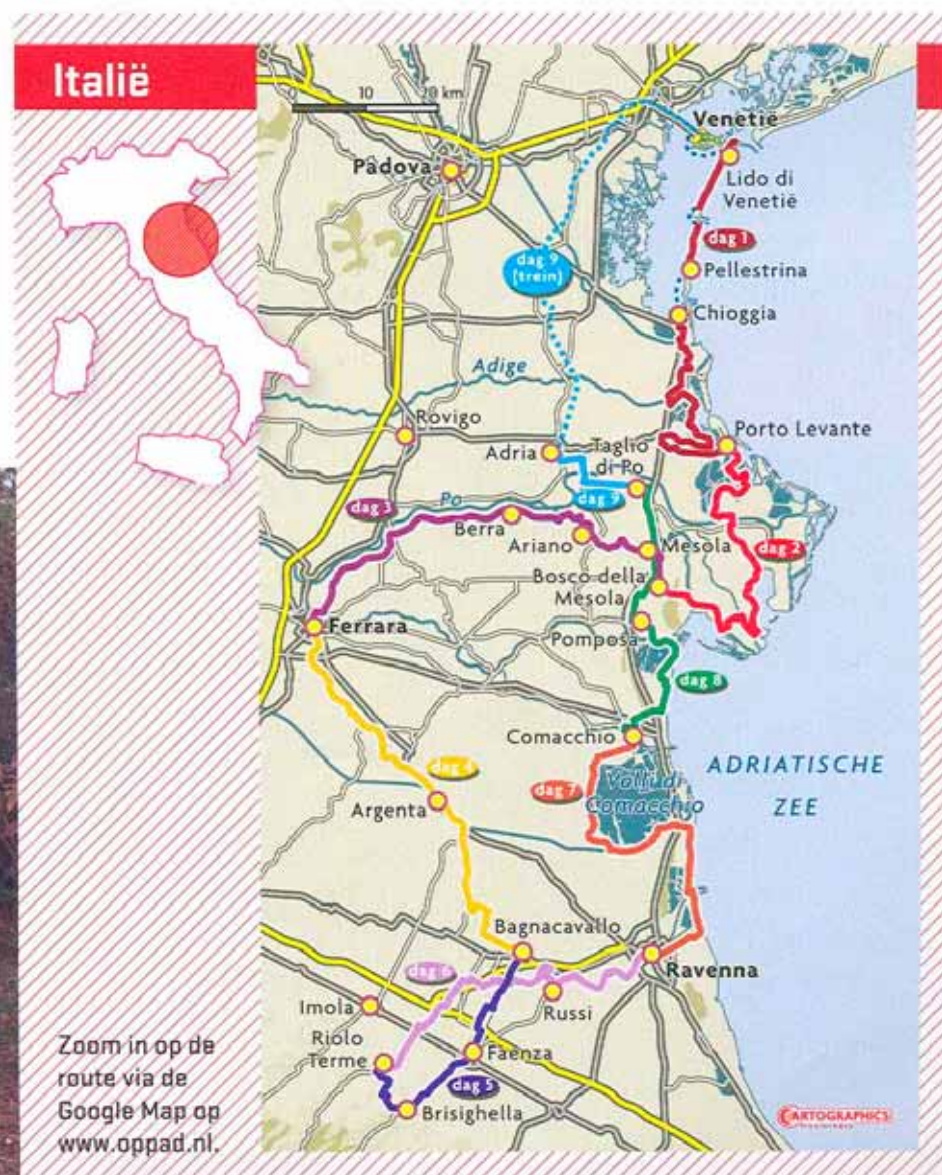 Italië
0 10 20 km
Venetië
Padova
Lido di
Venetië
dag 1
dag 9
(trein)
Pellestrina
Chioggia
Adige
Rovigo
Porto Levante
Adria
Taglio
di Po
dag 9
Po
dag 3
Berra
Ariano
Mesola
dag 2
Bosco della
Mesola
Ferrara
Pomposa
dag 8
Comacchio
ADRIATISCHE
ZEE
dag 4
dag 7
Valli di
Comacchio
Argenta
Bagnacavallo
dag 6
Ravenna
Imola
Russi
Riolo
Terme
Faenza
dag 5
Brisighella
Zoom in op de
route via de
Google Map op
www.oppad.nl.
CARTOGRAPHICS